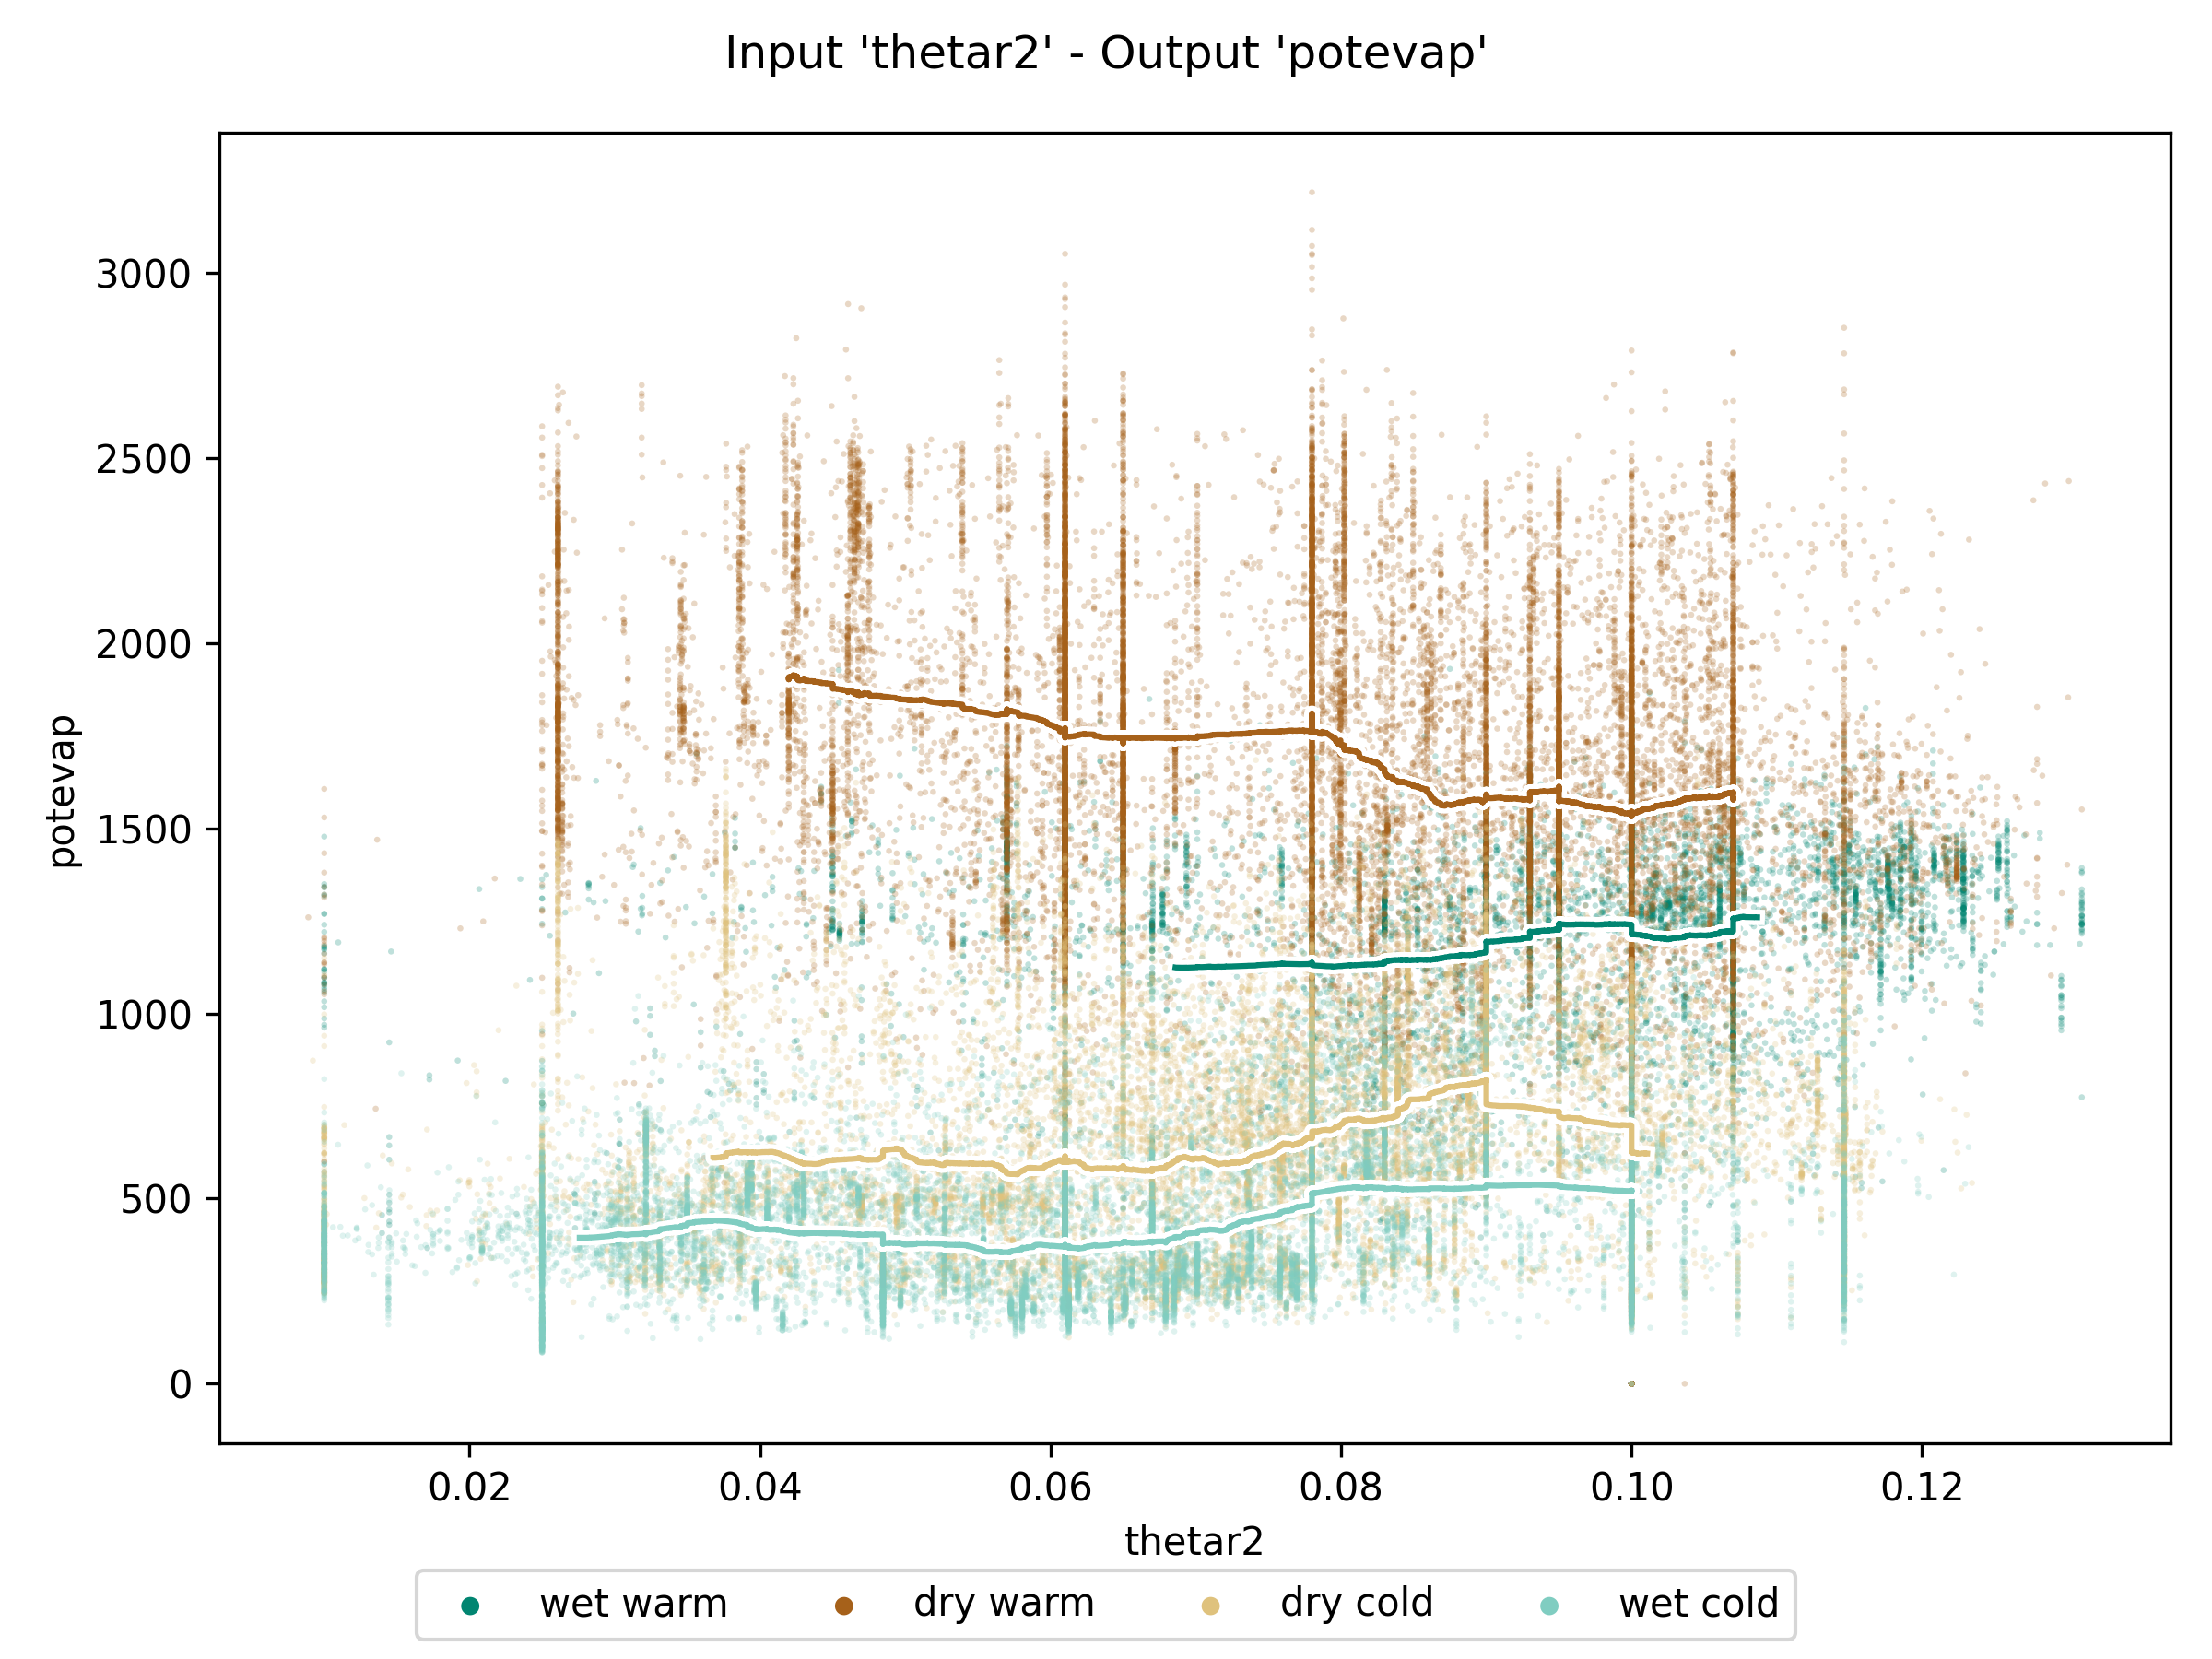 Input 'thetar2' - Output 'potevap'
3000
2500
2000
1500
1000
500
0
potevap
0.02 0.04 0.06 0.08 0.10 0.12
thetar2
wet warm dry warm dry cold wet cold